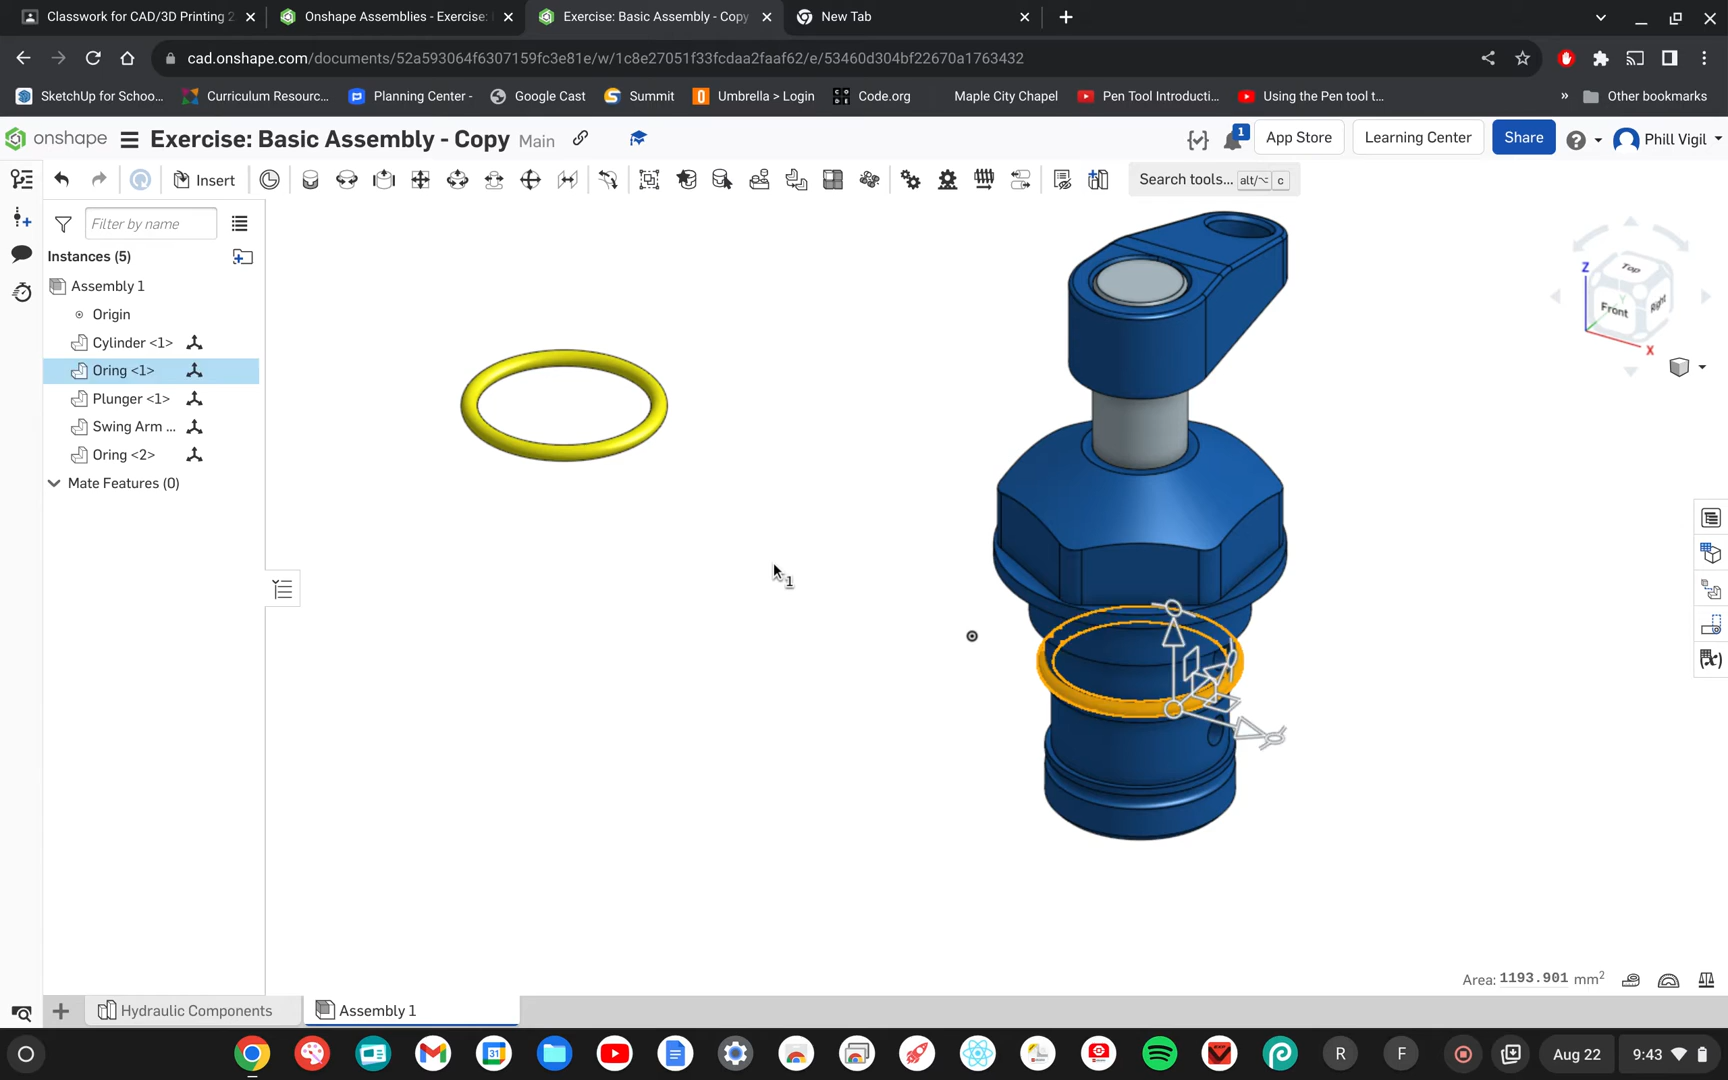 Classwork for CAD/3D Printing 2
Onshape Assemblies - Exercise:
Exercise: Basic Assembly - Copy
New Tab
cad.onshape.com/documents/52a593064f6307159fc3e81e/w/1c8e27051f33fcdaa2faaf62/e/53460d304bf22670a1763432
SketchUp for Schoo...
Curriculum Resourc...
Planning Center -
Google Cast
Summit
Umbrella > Login
Code.org
Maple City Chapel
Pen Tool Introducti...
Using the Pen tool t...
»
Other bookmarks
onshape
Exercise: Basic Assembly - Copy
Main
1
App Store
Learning Center
Share
Phill Vigil
Insert
Search tools... alt/⌥ c
Filter by name
Instances (5)
Assembly 1
Origin
Cylinder <1>
Oring <1>
Plunger <1>
Swing Arm ...
Oring <2>
Mate Features (0)
1
Z
Top
Front
Right
Y
X
(x)
Area: 1193.901 mm²
Hydraulic Components
Assembly 1
31
R
F
Aug 22
9:43